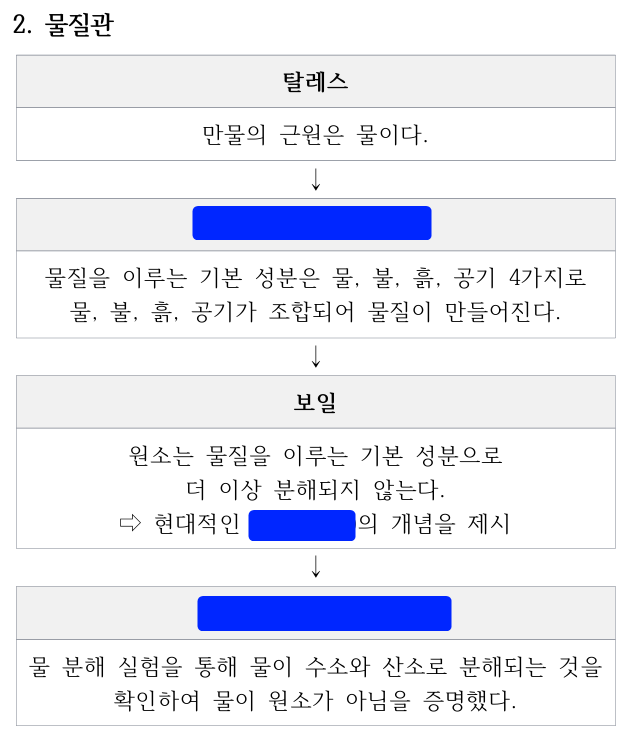 2. 물질관
탈레스
만물의 근원은 물이다.
↓
물질을 이루는 기본 성분은 물, 불, 흙, 공기 4가지로
물, 불, 흙, 공기가 조합되어 물질이 만들어진다.
↓
보일
원소는 물질을 이루는 기본 성분으로
더 이상 분해되지 않는다.
⇨ 현대적인 의 개념을 제시
↓
물 분해 실험을 통해 물이 수소와 산소로 분해되는 것을
확인하여 물이 원소가 아님을 증명했다.